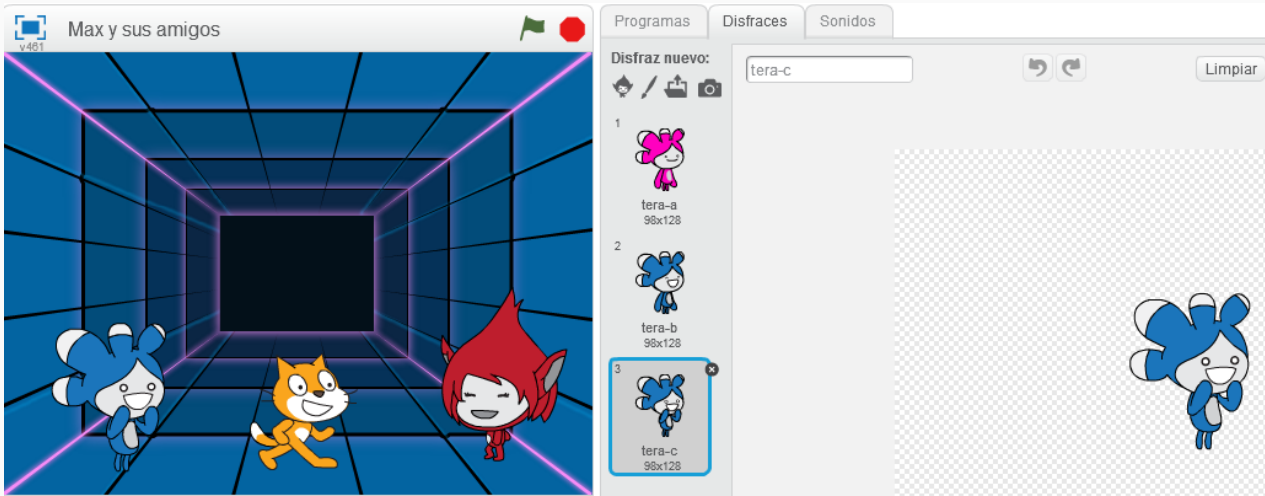 Max y sus amigos
v461
Programas
Disfraces
Sonidos
Disfraz nuevo:
tera-c
Limpiar
1
tera-a
98x128
2
tera-b
98x128
3
tera-c
98x128